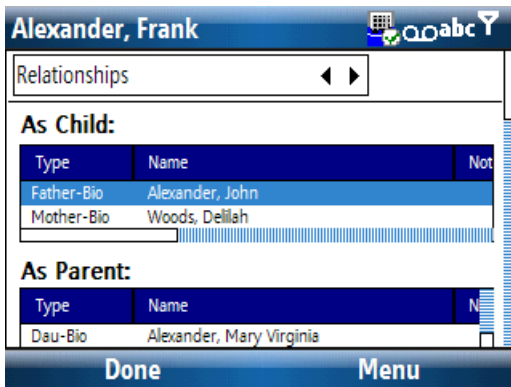 Alexander, Frank abc
Relationships
As Child:
Type Name Not
Father-Bio Alexander, John
Mother-Bio Woods, Delilah
As Parent:
Type Name N
Dau-Bio Alexander, Mary Virginia
Done Menu